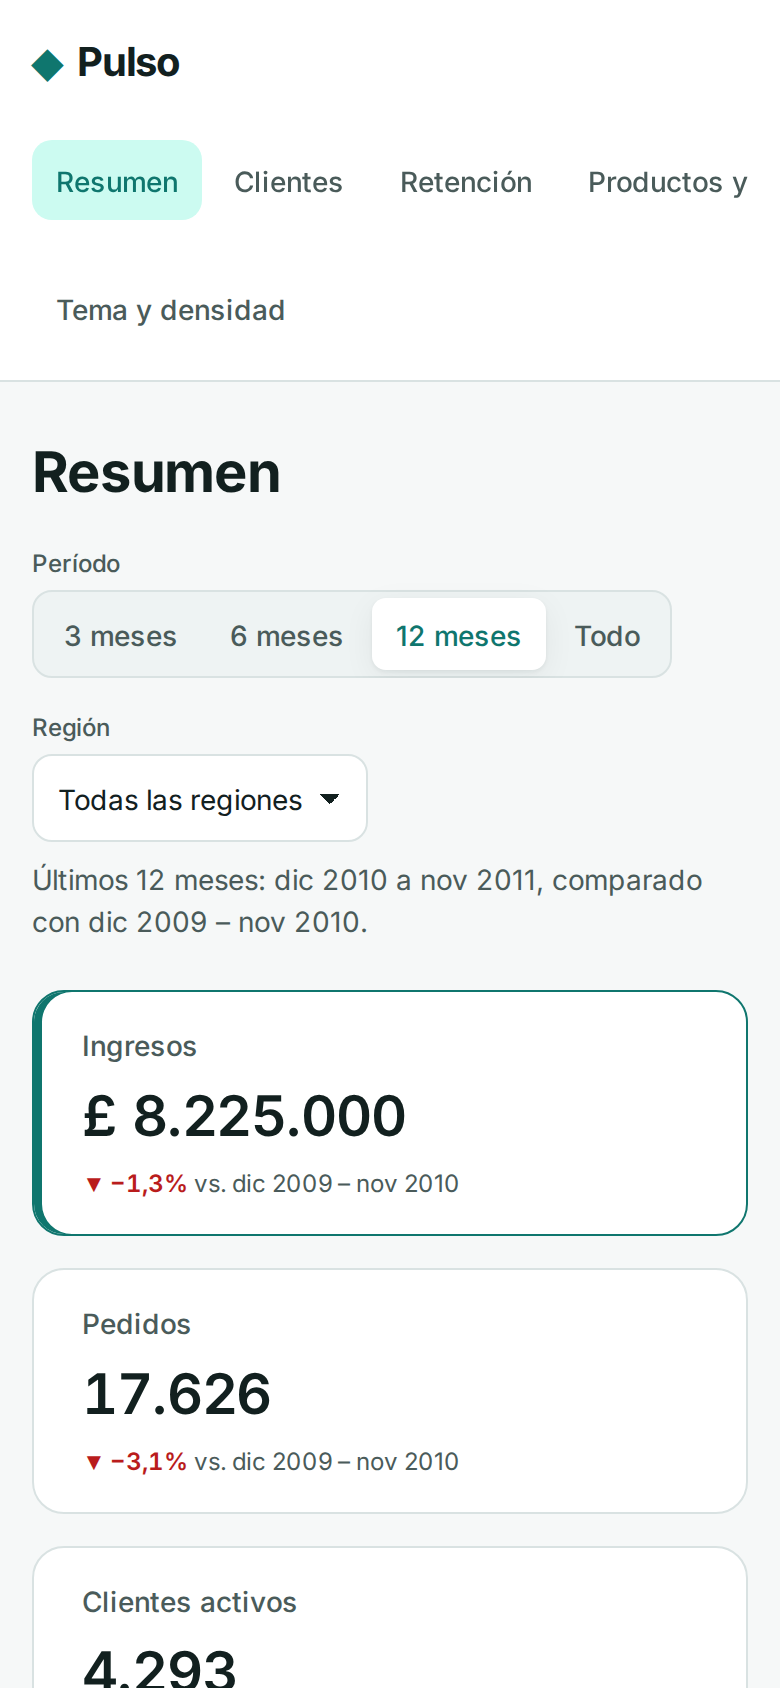 Pulso
Resumen Clientes Retención Productos y
Tema y densidad
Resumen
Período
3 meses 6 meses 12 meses Todo
Región
Todas las regiones
Últimos 12 meses: dic 2010 a nov 2011, comparado
con dic 2009 – nov 2010.
Ingresos
£ 8.225.000
▼ −1,3% vs. dic 2009 – nov 2010
Pedidos
17.626
▼ −3,1% vs. dic 2009 – nov 2010
Clientes activos
4.293